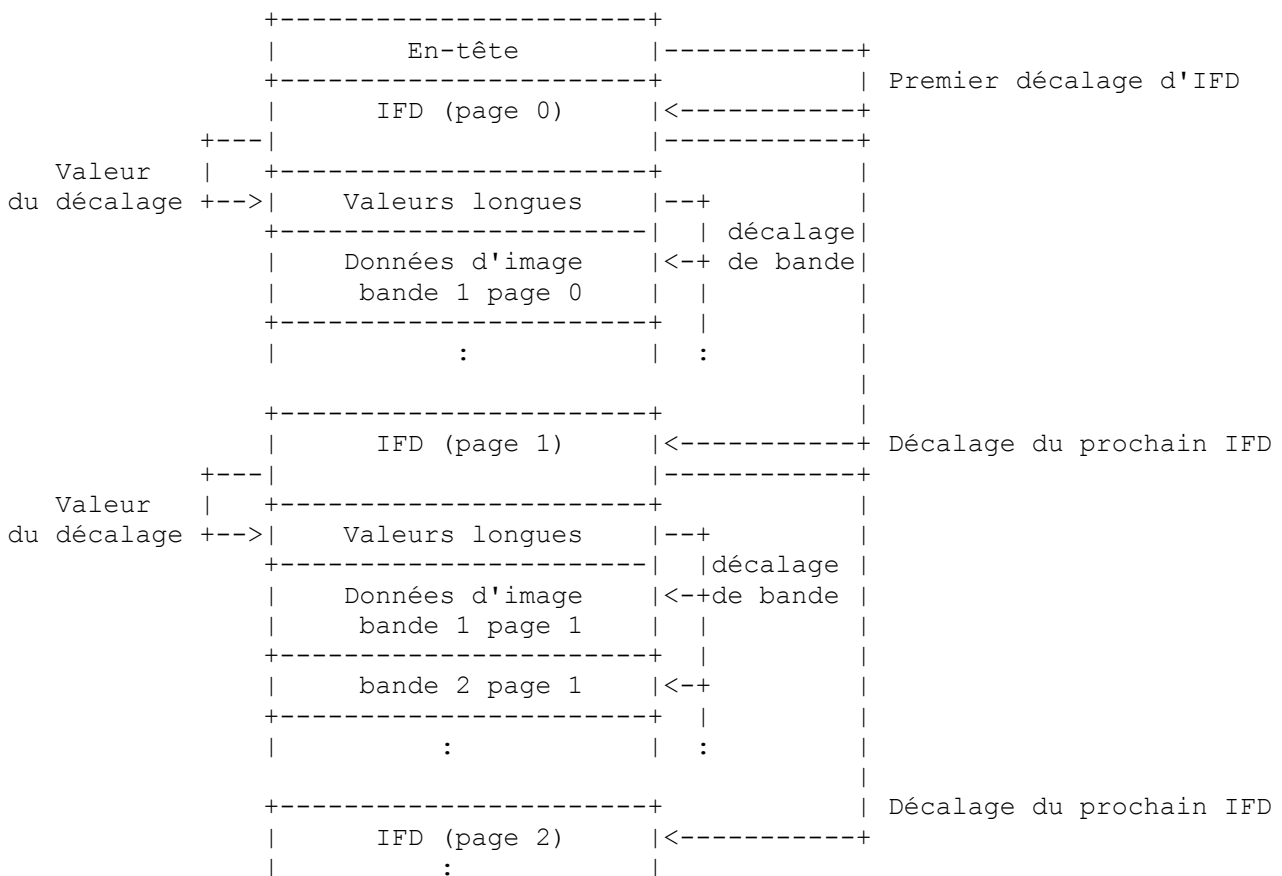 +-----------------------+
| En-tête |------------+
+-----------------------+ | Premier décalage d'IFD
| IFD (page 0) |<-----------+
+---| |------------+
Valeur | +-----------------------+ |
du décalage +-->| Valeurs longues |--+ |
+-----------------------| | décalage|
| Données d'image |<-+ de bande|
| bande 1 page 0 | | |
+-----------------------+ | |
| : | : |
|
+-----------------------+ |
| IFD (page 1) |<-----------+ Décalage du prochain IFD
+---| |------------+
Valeur | +-----------------------+ |
du décalage +-->| Valeurs longues |--+ |
+-----------------------| |décalage |
| Données d'image |<-+de bande |
| bande 1 page 1 | | |
+-----------------------+ | |
| bande 2 page 1 |<-+ |
+-----------------------+ | |
| : | : |
|
+-----------------------+ | Décalage du prochain IFD
| IFD (page 2) |<-----------+
| : |